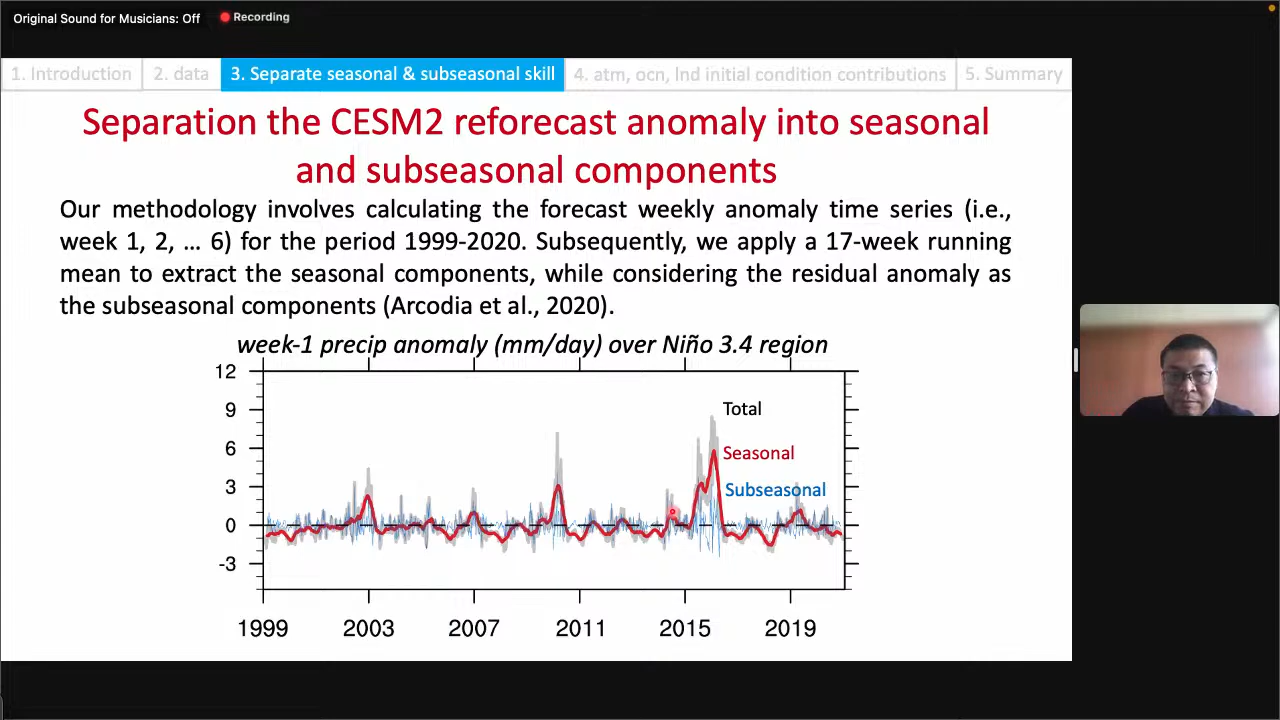 Original Sound for Musicians: Off
Recording
1. Introduction
2. data
3. Separate seasonal & subseasonal skill
4. atm, ocn, lnd initial condition contributions
5. Summary
Separation the CESM2 reforecast anomaly into seasonal
and subseasonal components
Our methodology involves calculating the forecast weekly anomaly time series (i.e.,
week 1, 2, … 6) for the period 1999-2020. Subsequently, we apply a 17-week running
mean to extract the seasonal components, while considering the residual anomaly as
the subseasonal components (Arcodia et al., 2020).
week-1 precip anomaly (mm/day) over Niño 3.4 region
12
9
6
3
0
-3
Total
Seasonal
Subseasonal
1999
2003
2007
2011
2015
2019